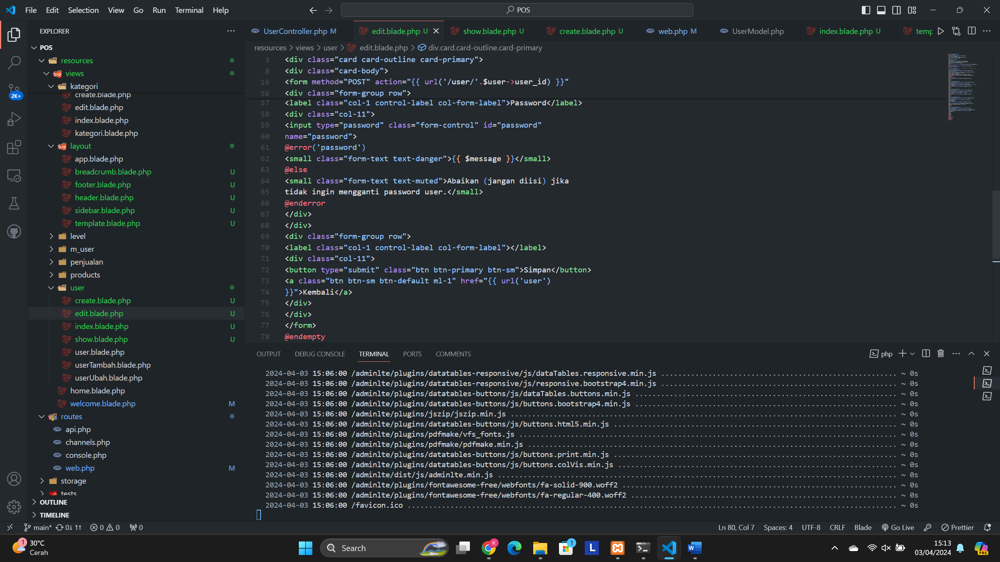 File Edit Selection View Go Run Terminal Help
POS
EXPLORER
POS
resources
views
kategori
create.blade.php
edit.blade.php
index.blade.php
kategori.blade.php
layout
app.blade.php
breadcrumb.blade.php U
footer.blade.php U
header.blade.php U
sidebar.blade.php U
template.blade.php U
level
m_user
penjualan
products
user
create.blade.php U
edit.blade.php U
index.blade.php U
show.blade.php U
user.blade.php
userTambah.blade.php
userUbah.blade.php
home.blade.php
welcome.blade.php M
routes
api.php
channels.php
console.php
web.php M
storage
tests
OUTLINE
TIMELINE
2K+
UserController.php M edit.blade.php U show.blade.php U create.blade.php U web.php M UserModel.php index.blade.php U temp
resources > views > user > edit.blade.php > div.card.card-outline.card-primary
3 <div class="card card-outline card-primary">
8 <div class="card-body">
16 <form method="POST" action="{{ url('/user/'.$user->user_id) }}"
56 <div class="form-group row">
57 <label class="col-1 control-label col-form-label">Password</label>
58 <div class="col-11">
59 <input type="password" class="form-control" id="password"
60 name="password">
61 @error('password')
62 <small class="form-text text-danger">{{ $message }}</small>
63 @else
64 <small class="form-text text-muted">Abaikan (jangan diisi) jika
65 tidak ingin mengganti password user.</small>
66 @enderror
67 </div>
68 </div>
69 <div class="form-group row">
70 <label class="col-1 control-label col-form-label"></label>
71 <div class="col-11">
72 <button type="submit" class="btn btn-primary btn-sm">Simpan</button>
73 <a class="btn btn-sm btn-default ml-1" href="{{ url('user')
74 }}">Kembali</a>
75 </div>
76 </div>
77 </form>
78 @endempty
OUTPUT DEBUG CONSOLE TERMINAL PORTS COMMENTS
php
2024-04-03 15:06:00 /adminlte/plugins/datatables-responsive/js/dataTables.responsive.min.js ~ 0s
2024-04-03 15:06:00 /adminlte/plugins/datatables-responsive/js/responsive.bootstrap4.min.js ~ 0s
2024-04-03 15:06:00 /adminlte/plugins/datatables-buttons/js/dataTables.buttons.min.js ~ 0s
2024-04-03 15:06:00 /adminlte/plugins/datatables-buttons/js/buttons.bootstrap4.min.js ~ 0s
2024-04-03 15:06:00 /adminlte/plugins/jszip/jszip.min.js ~ 0s
2024-04-03 15:06:00 /adminlte/plugins/datatables-buttons/js/buttons.html5.min.js ~ 0s
2024-04-03 15:06:00 /adminlte/plugins/pdfmake/vfs_fonts.js ~ 0s
2024-04-03 15:06:00 /adminlte/plugins/pdfmake/pdfmake.min.js ~ 0s
2024-04-03 15:06:00 /adminlte/plugins/datatables-buttons/js/buttons.print.min.js ~ 0s
2024-04-03 15:06:00 /adminlte/plugins/datatables-buttons/js/buttons.colVis.min.js ~ 0s
2024-04-03 15:06:00 /adminlte/dist/js/adminlte.min.js ~ 0s
2024-04-03 15:06:00 /adminlte/plugins/fontawesome-free/webfonts/fa-solid-900.woff2 ~ 0s
2024-04-03 15:06:00 /adminlte/plugins/fontawesome-free/webfonts/fa-regular-400.woff2 ~ 0s
2024-04-03 15:06:00 /favicon.ico ~ 0s
main* 0↓ 1↑ 0 0 0 Ln 80, Col 7 Spaces: 4 UTF-8 CRLF Blade Go Live Prettier
1 30°C
Cerah
Search
K
1
L
W
15:13
03/04/2024
PRE